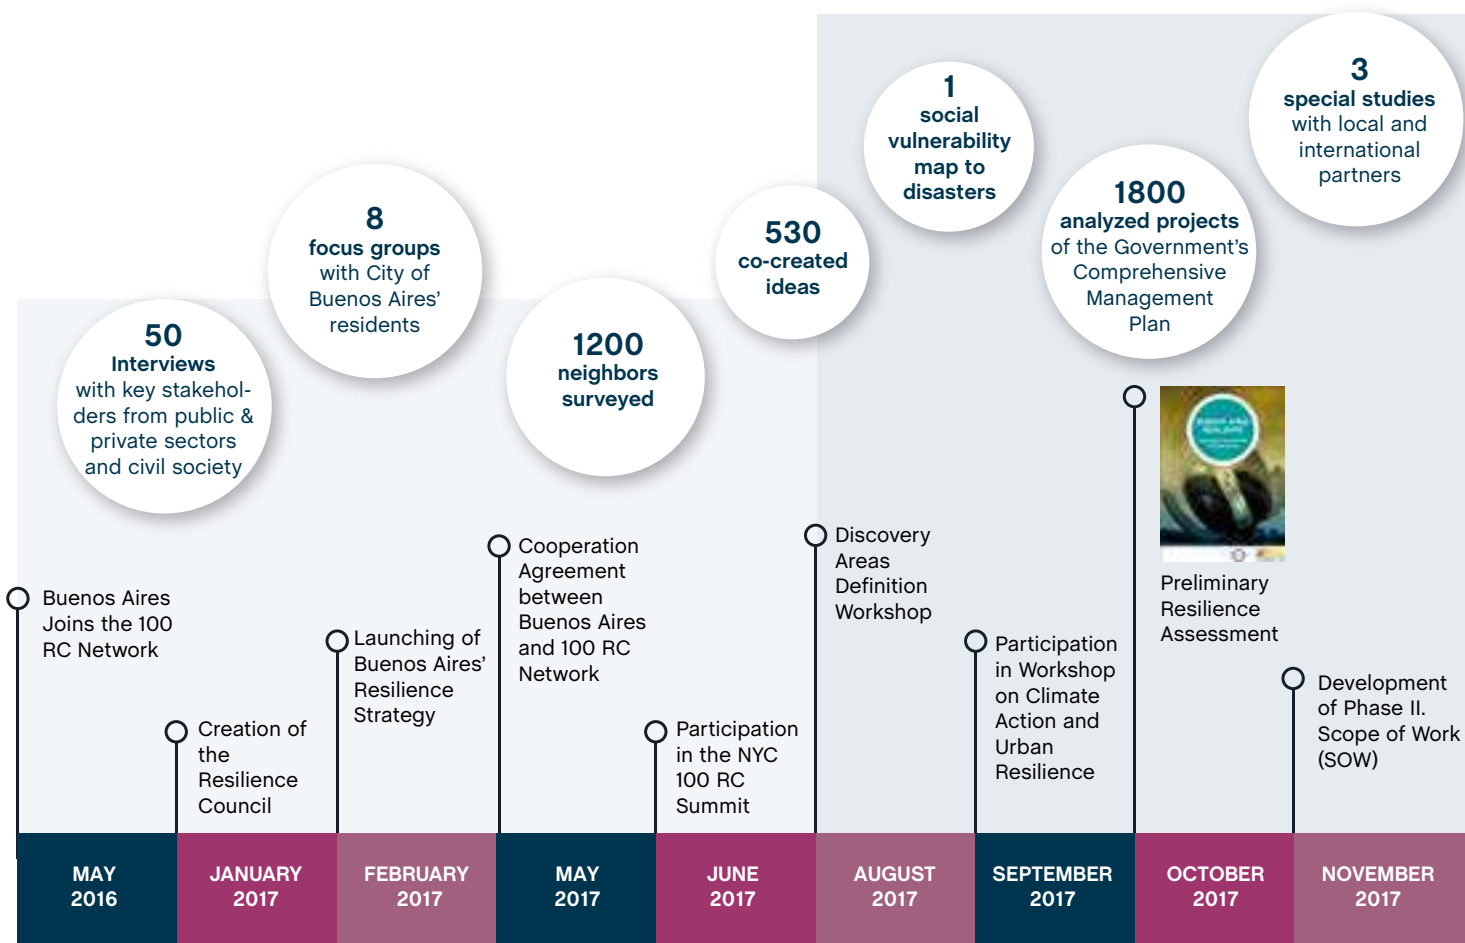 50
Interviews
with key stakehol-
ders from public &
private sectors
and civil society
8
focus groups
with City of
Buenos Aires’
residents
1200
neighbors
surveyed
530
co-created
ideas
1
social
vulnerability
map to
disasters
1800
analyzed projects
of the Government’s
Comprehensive
Management
Plan
3
special studies
with local and
international
partners
Buenos Aires
Joins the 100
RC Network
Creation of
the
Resilience
Council
Launching of
Buenos Aires’
Resilience
Strategy
Cooperation
Agreement
between
Buenos Aires
and 100 RC
Network
Participation
in the NYC
100 RC
Summit
Discovery
Areas
Definition
Workshop
Participation
in Workshop
on Climate
Action and
Urban
Resilience
Preliminary
Resilience
Assessment
Development
of Phase II.
Scope of Work
(SOW)
MAY
2016
JANUARY
2017
FEBRUARY
2017
MAY
2017
JUNE
2017
AUGUST
2017
SEPTEMBER
2017
OCTOBER
2017
NOVEMBER
2017